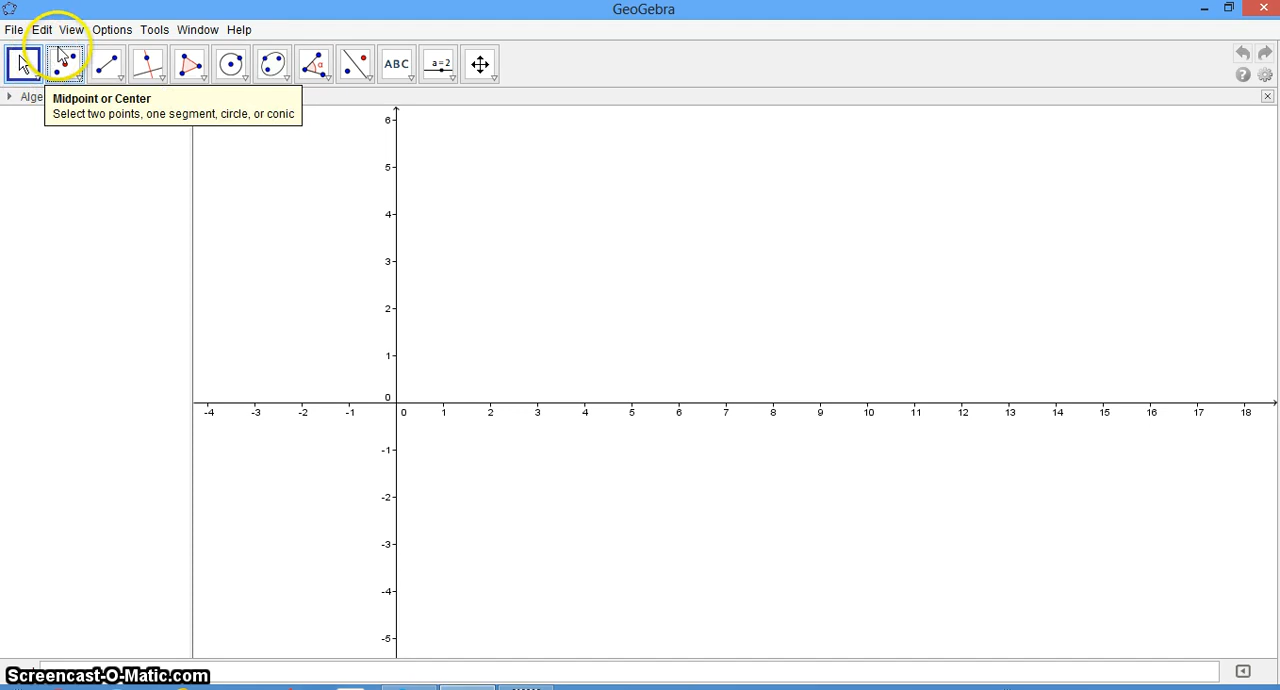 GeoGebra
File Edit View Options Tools Window Help
α ABC a=2
Alge
Midpoint or Center
Select two points, one segment, circle, or conic
6
5
4
3
2
1
0
-4 -3 -2 -1 0 1 2 3 4 5 6 7 8 9 10 11 12 13 14 15 16 17 18
-1
-2
-3
-4
-5
Screencast-O-Matic.com